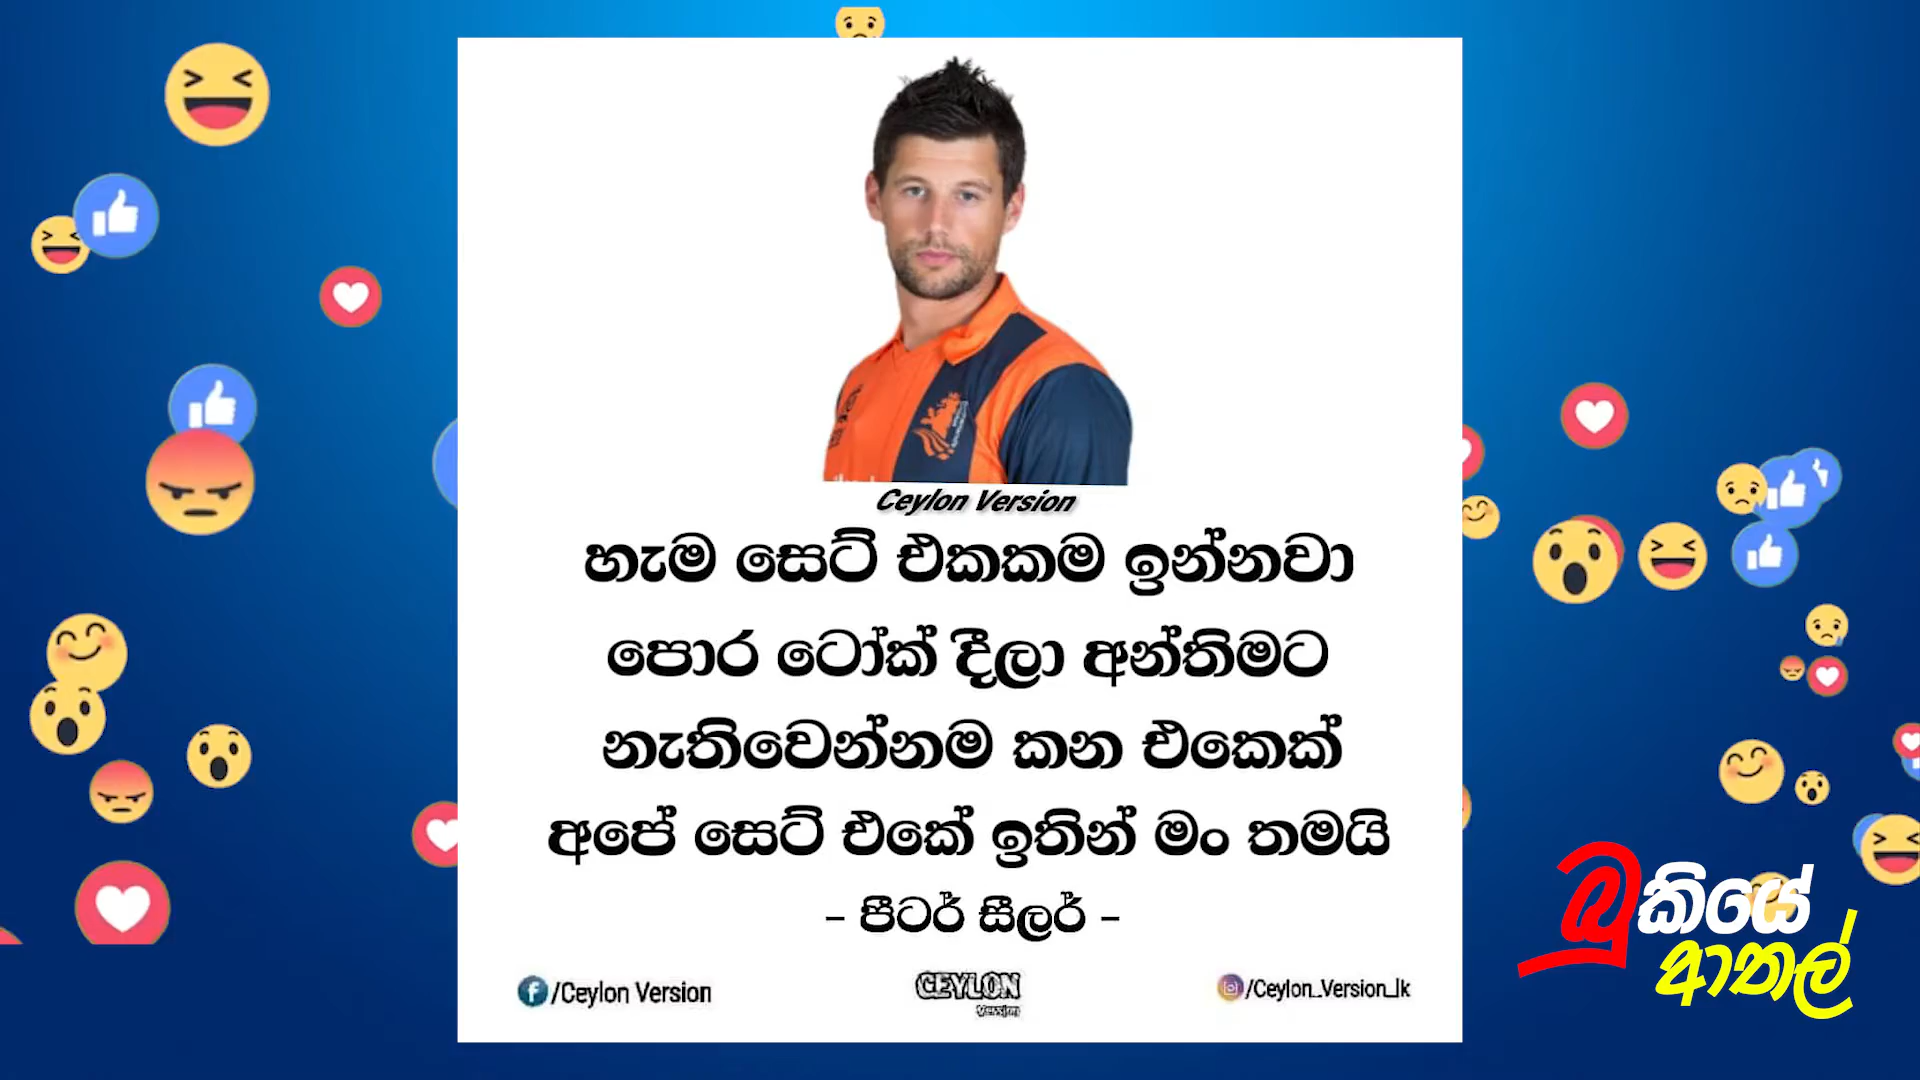 Ceylon Version
හැම සෙට් එකකම ඉන්නවා
පොර ටෝක් දීලා අන්තිමට
නැතිවෙන්නම කන එකෙක්
අපේ සෙට් එකේ ඉතින් මං තමයි
- පීටර් සීලර් -
/Ceylon Version
CEYLON
Version
/Ceylon_Version_lk
බුකියේ
ආතල්